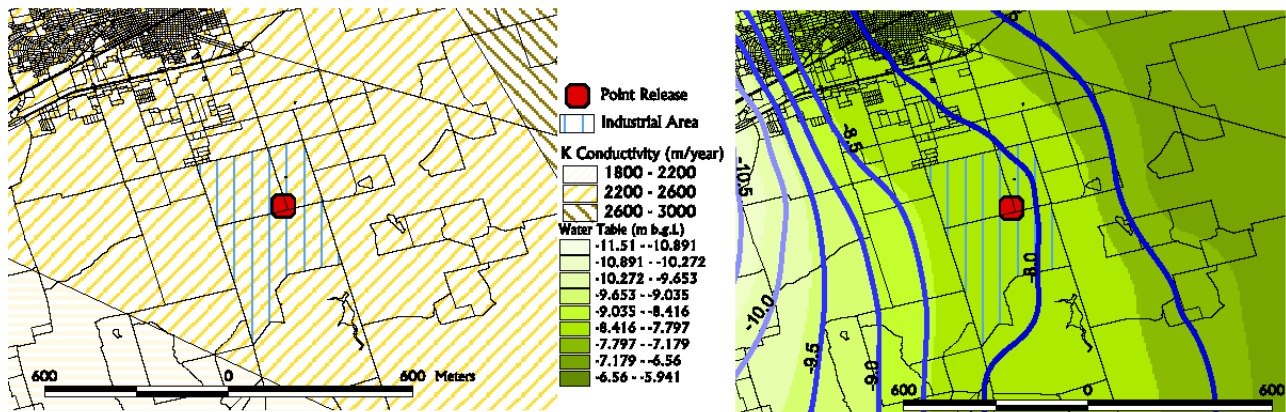 Point Release
Industrial Area
K Conductivity (m/year)
1800 - 2200
2200 - 2600
2600 - 3000
Water Table (m b.g.l.)
-11.51 - -10.891
-10.891 - -10.272
-10.272 - -9.653
-9.653 - -9.035
-9.035 - -8.416
-8.416 - -7.797
-7.797 - -7.179
-7.179 - -6.56
-6.56 - -5.941
600 0 600 Meters
-8.5
-10.5
-8.0
-10.0
-9.5
-9.0
600 0 600